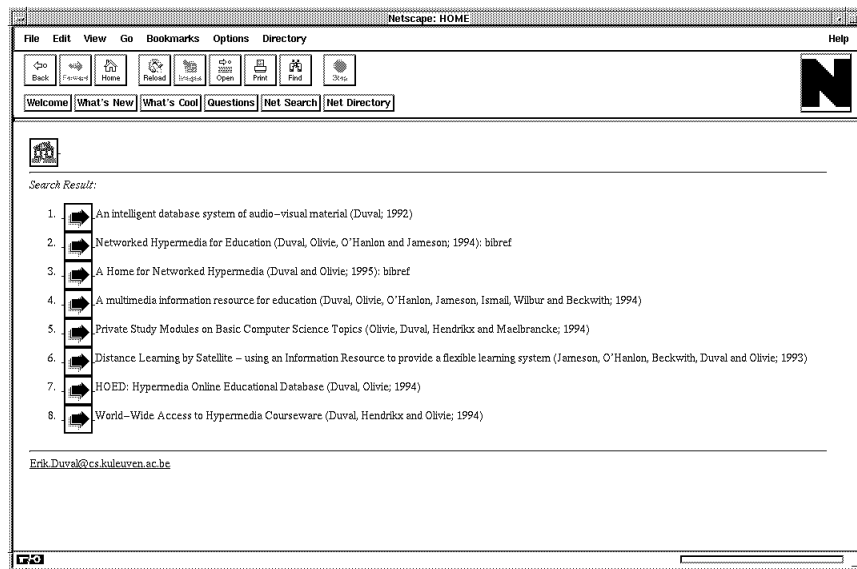 Netscape: HOME
File Edit View Go Bookmarks Options Directory Help
Back Forward Home Reload Images Open Print Find Stop
Welcome What's New What's Cool Questions Net Search Net Directory
N
Search Result:
1. An intelligent database system of audio–visual material (Duval; 1992)
2. Networked Hypermedia for Education (Duval, Olivie, O'Hanlon and Jameson; 1994): bibref
3. A Home for Networked Hypermedia (Duval and Olivie; 1995): bibref
4. A multimedia information resource for education (Duval, Olivie, O'Hanlon, Jameson, Ismail, Wilbur and Beckwith; 1994)
5. Private Study Modules on Basic Computer Science Topics (Olivie, Duval, Hendrikx and Maelbrancke; 1994)
6. Distance Learning by Satellite – using an Information Resource to provide a flexible learning system (Jameson, O'Hanlon, Beckwith, Duval and Olivie; 1993)
7. HOED: Hypermedia Online Educational Database (Duval, Olivie; 1994)
8. World–Wide Access to Hypermedia Courseware (Duval, Hendrikx and Olivie; 1994)
Erik.Duval@cs.kuleuven.ac.be